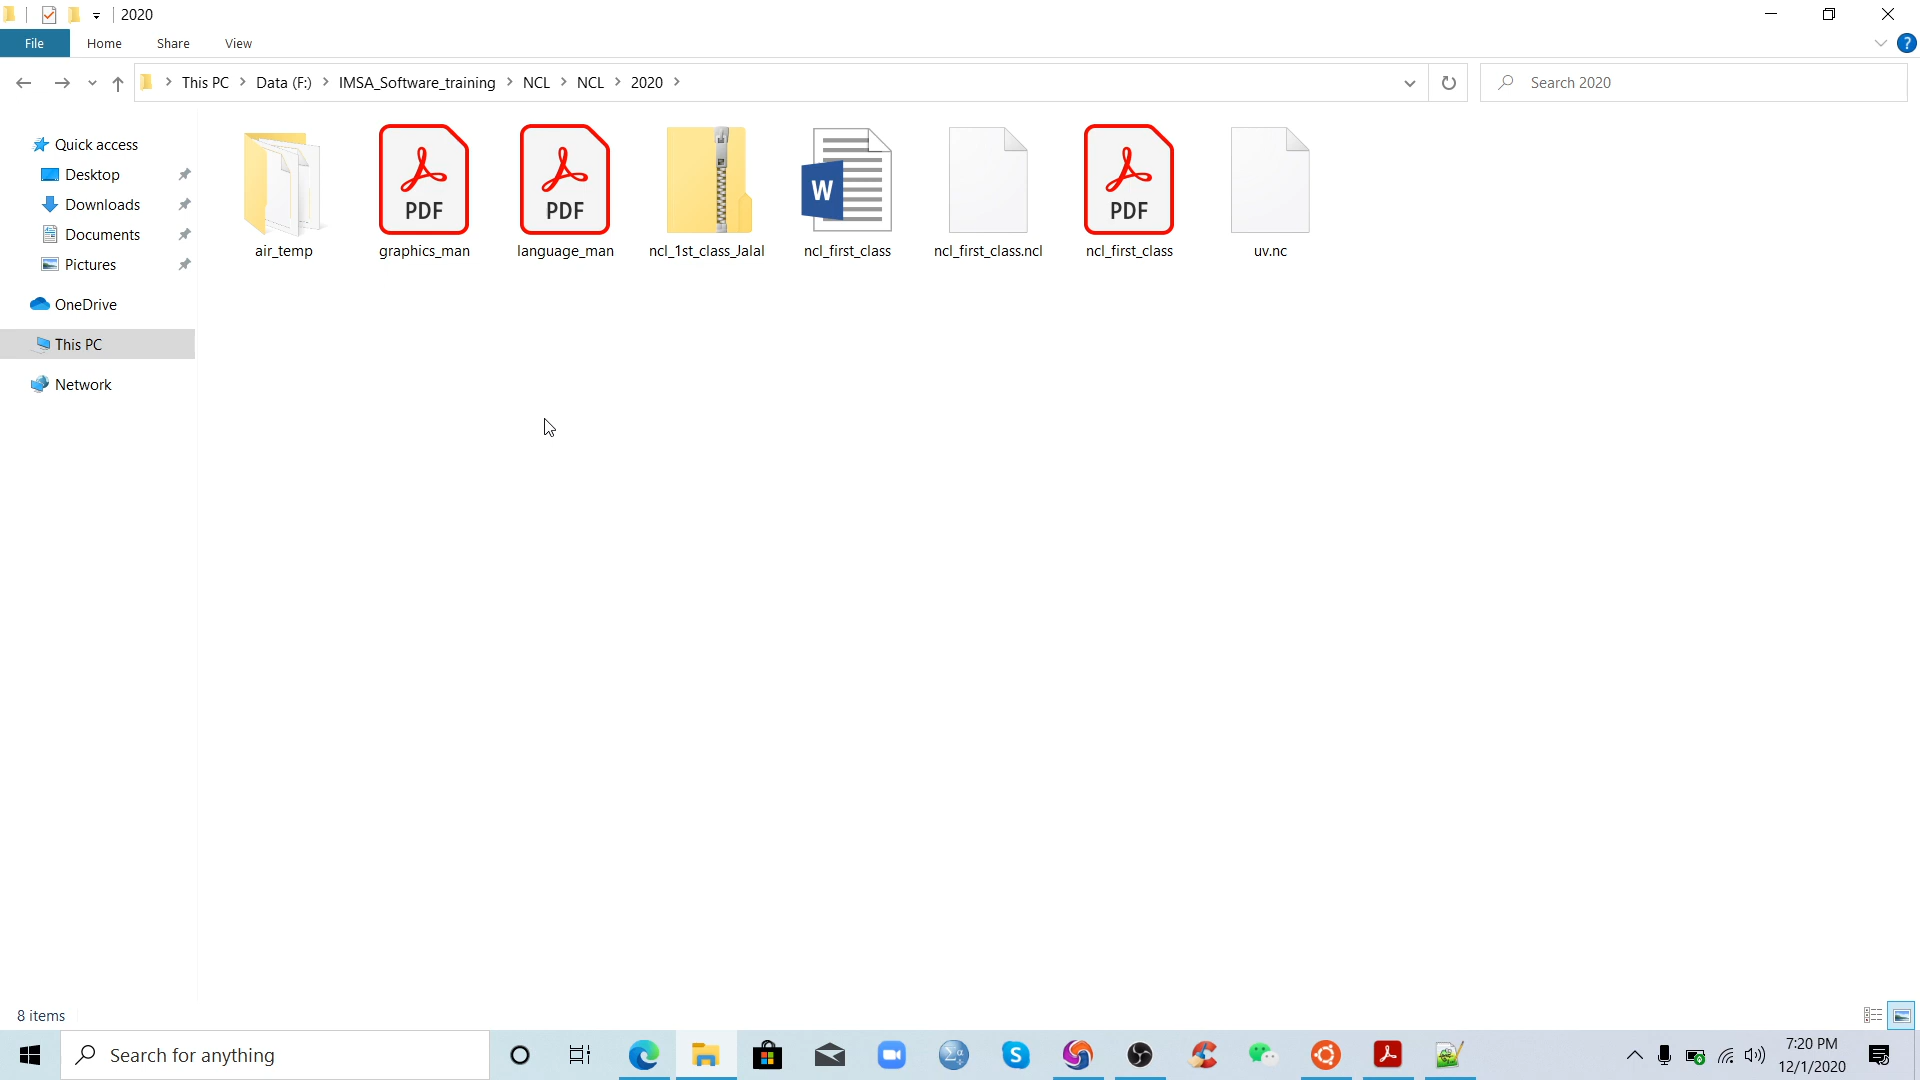 2020
File Home Share View
?
This PC Data (F:) IMSA_Software_training NCL NCL 2020
Search 2020
Quick access
Desktop
Downloads
Documents
Pictures
OneDrive
This PC
Network
PDF PDF W PDF
air_temp graphics_man language_man ncl_1st_class_Jalal ncl_first_class ncl_first_class.ncl ncl_first_class uv.nc
8 items
Search for anything
Σα
S
7:20 PM
12/1/2020